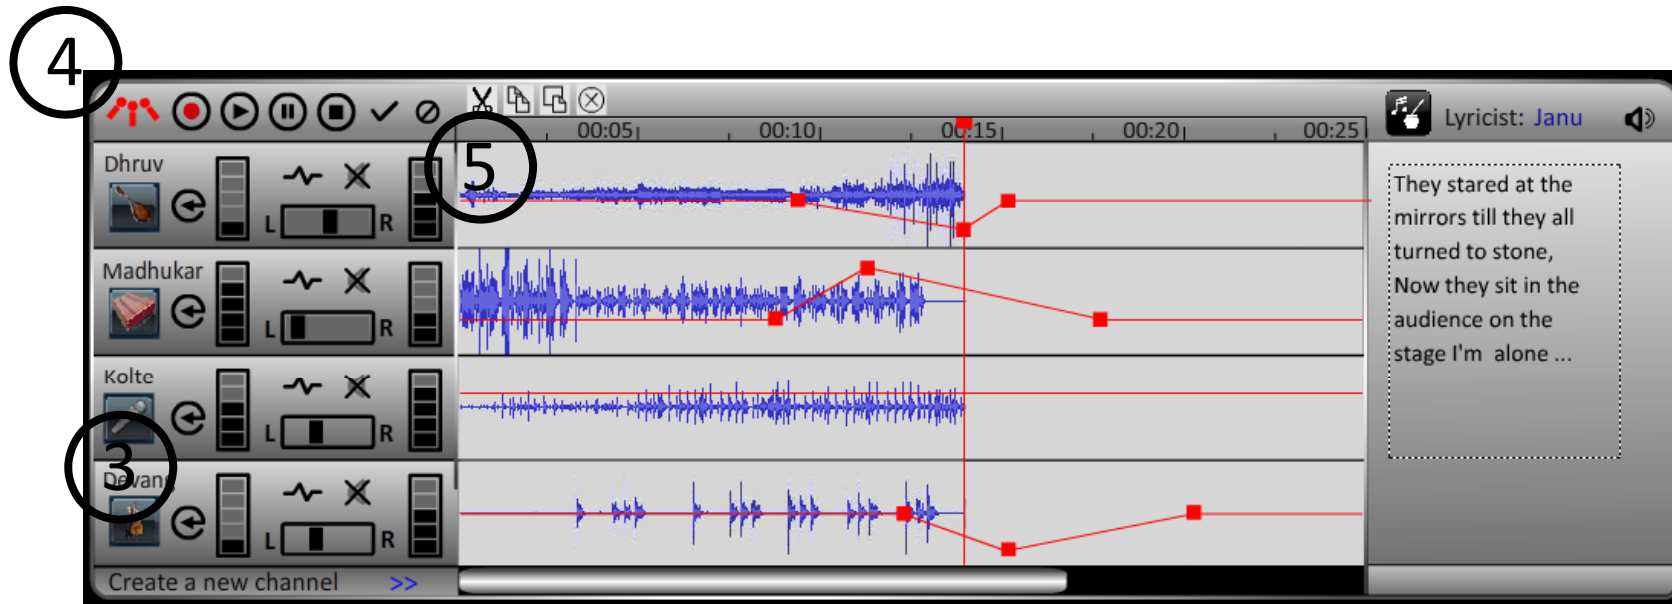 4
00:05
00:10
00:15
00:20
00:25
Lyricist: Janu
Dhruv
L R
5
They stared at the
mirrors till they all
turned to stone,
Now they sit in the
audience on the
stage I'm alone ...
Madhukar
L R
Kolte
L R
3
Devang
L R
Create a new channel >>